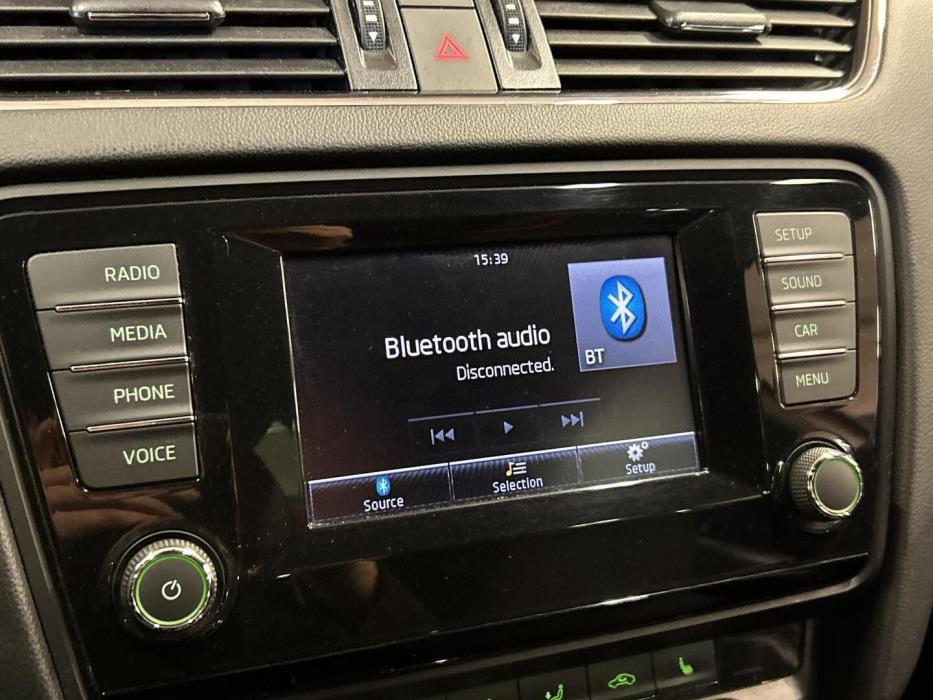 15:39
Bluetooth audio
Disconnected.
BT
Source
Selection
Setup
RADIO
MEDIA
PHONE
VOICE
SETUP
SOUND
CAR
MENU